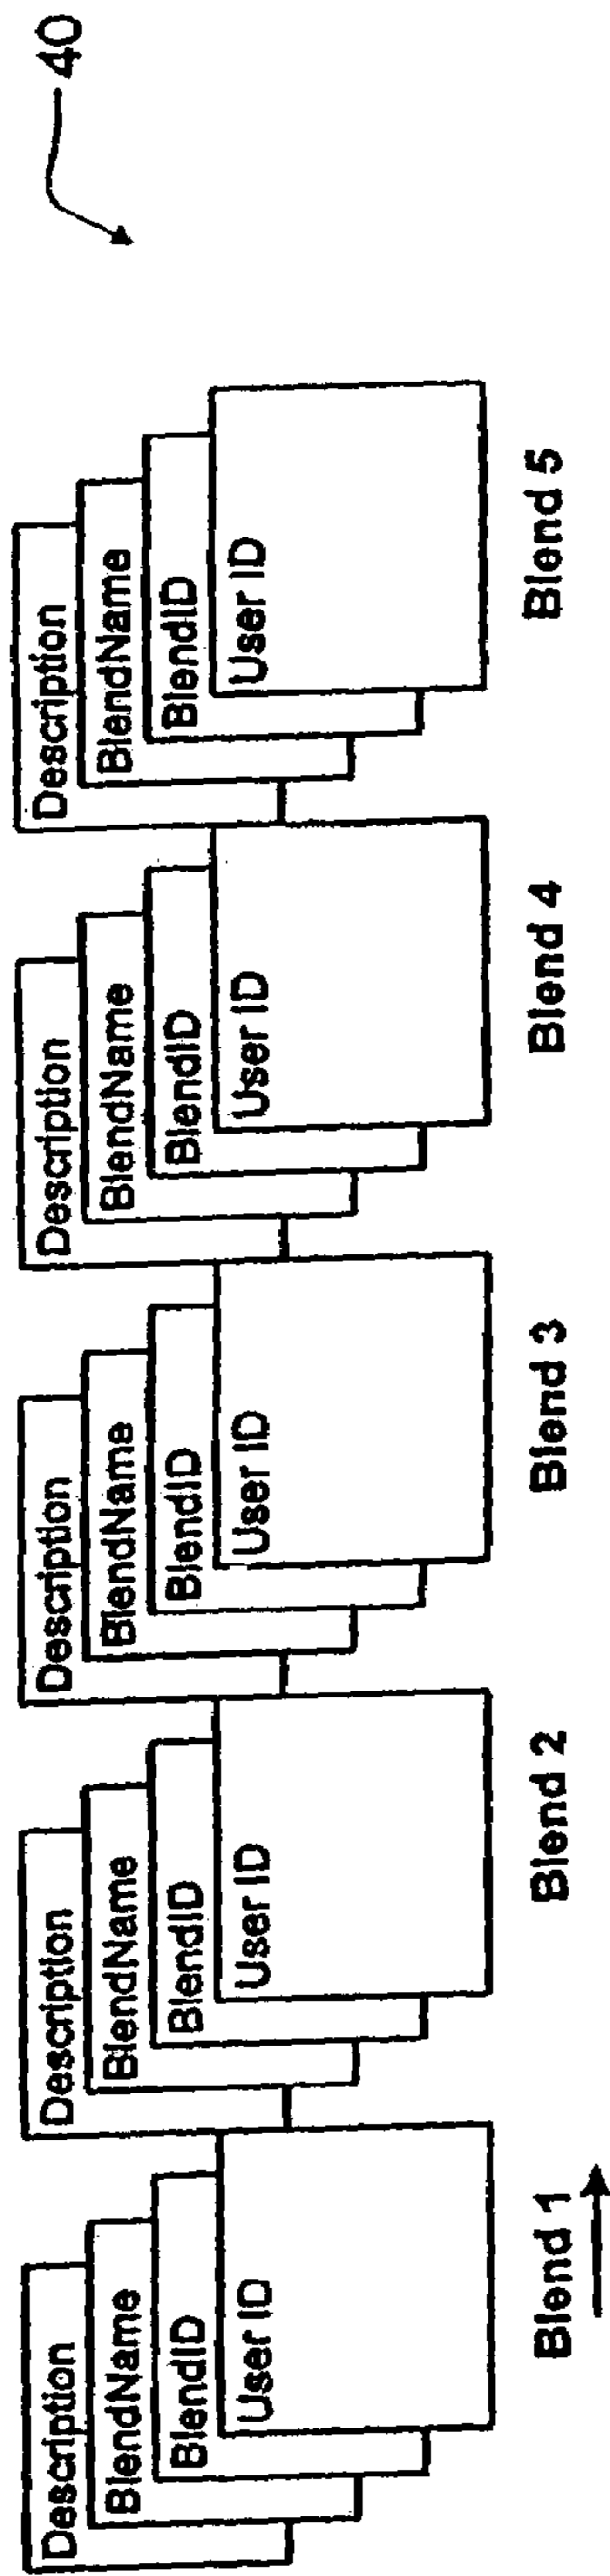 40
Description
BlendName
BlendID
User ID
Blend 1
Description
BlendName
BlendID
User ID
Blend 2
Description
BlendName
BlendID
User ID
Blend 3
Description
BlendName
BlendID
User ID
Blend 4
Description
BlendName
BlendID
User ID
Blend 5